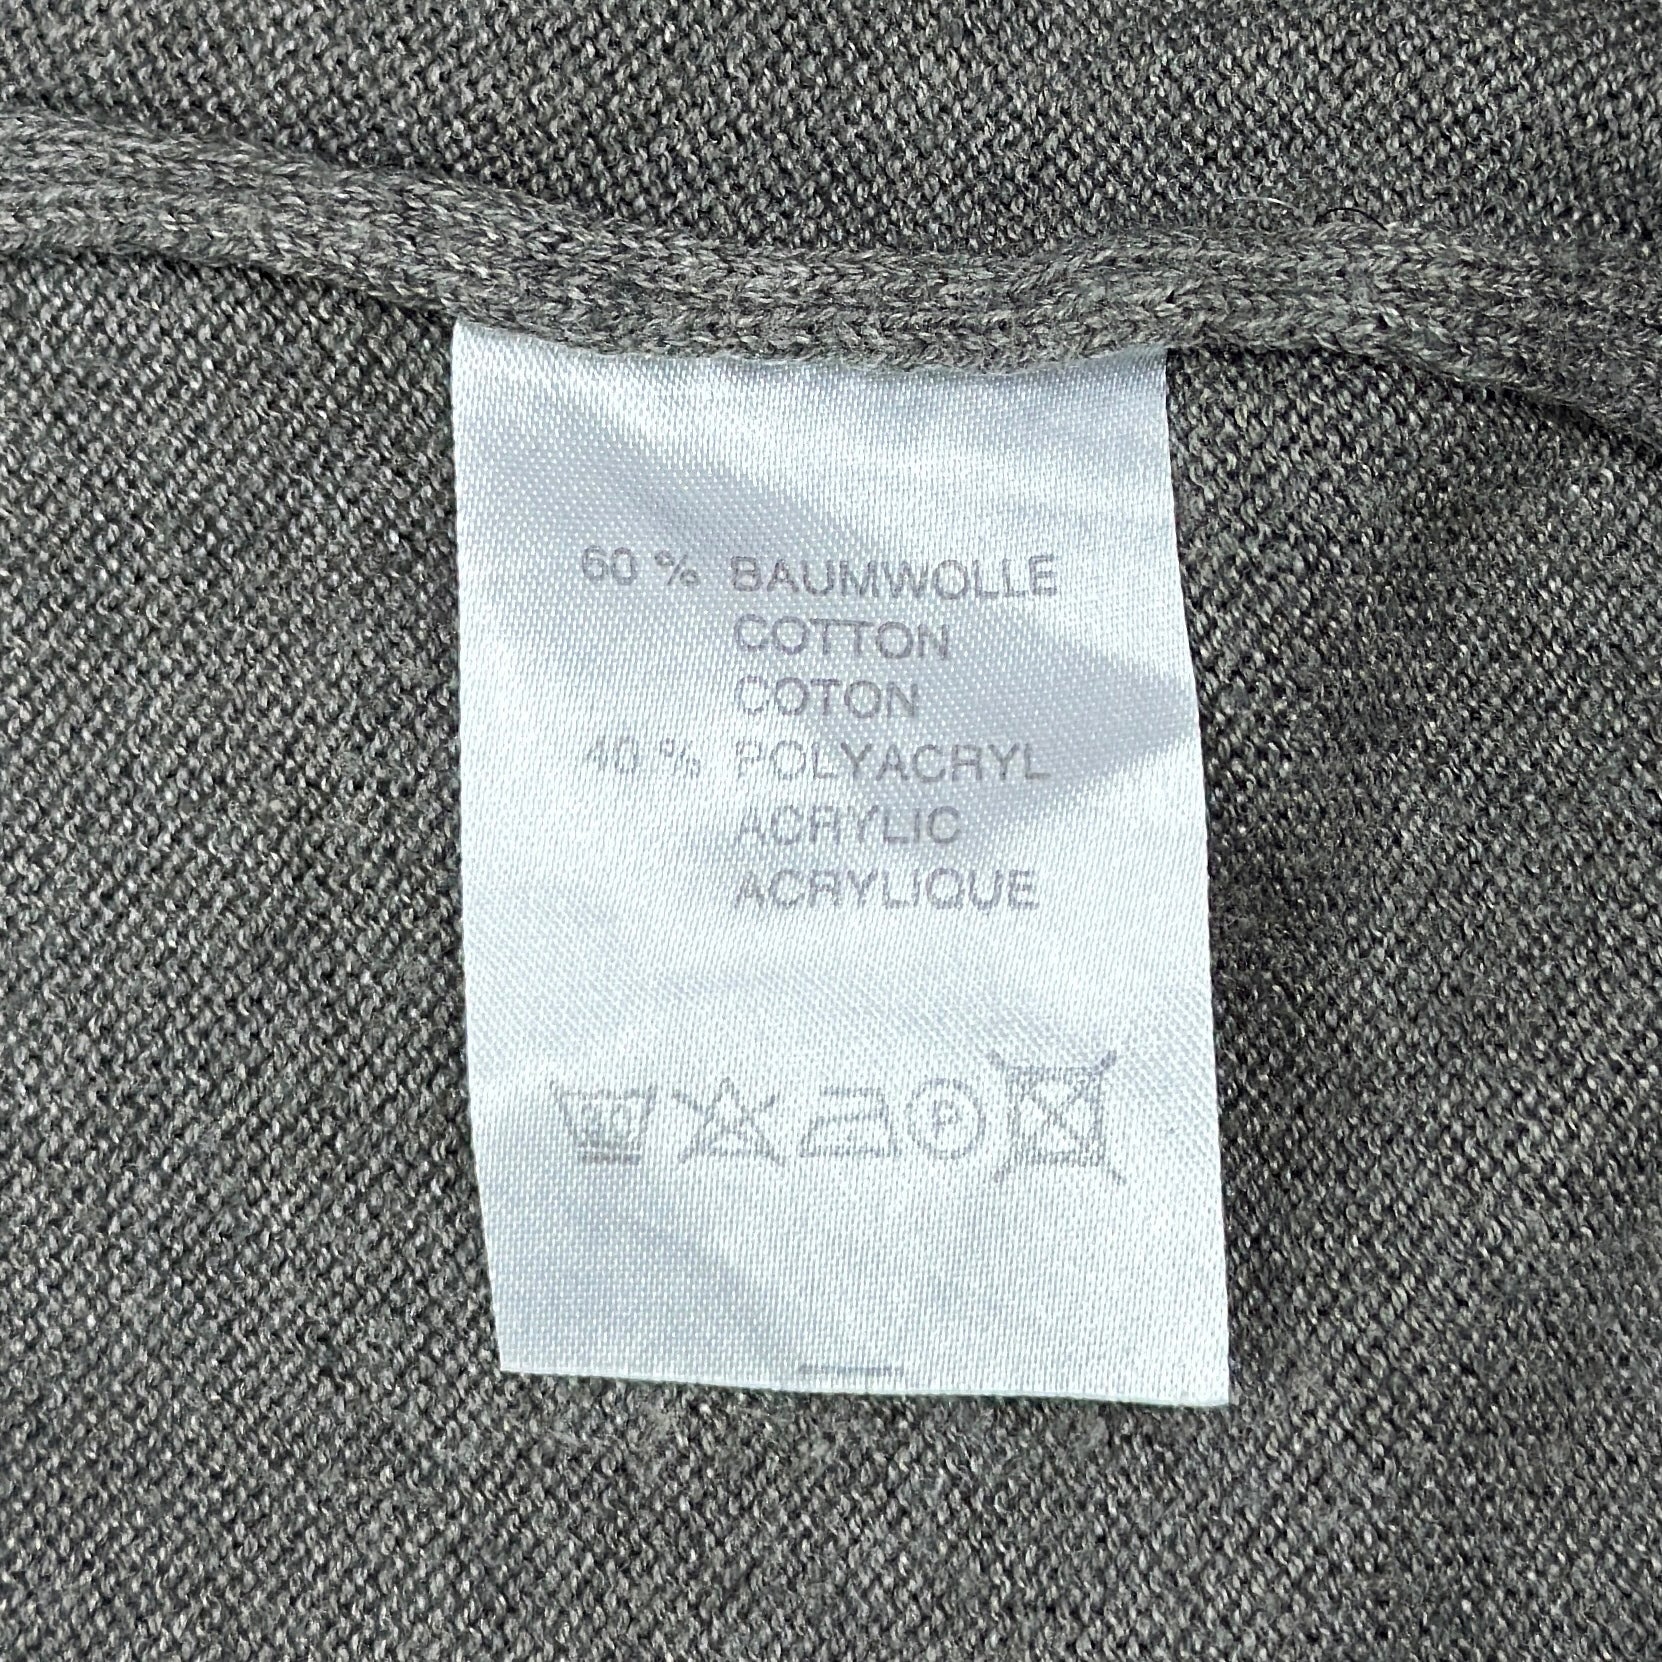 60 % BAUMWOLLE
COTTON
COTON
40 % POLYACRYL
ACRYLIC
ACRYLIQUE
P